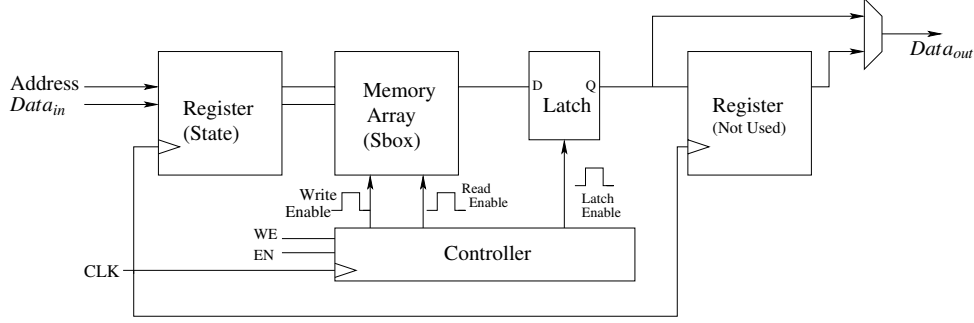 Data_out
Address
Data_in
Register
(State)
Memory
Array
(Sbox)
D
Q
Latch
Register
(Not Used)
Write
Enable
Read
Enable
Latch
Enable
WE
EN
Controller
CLK